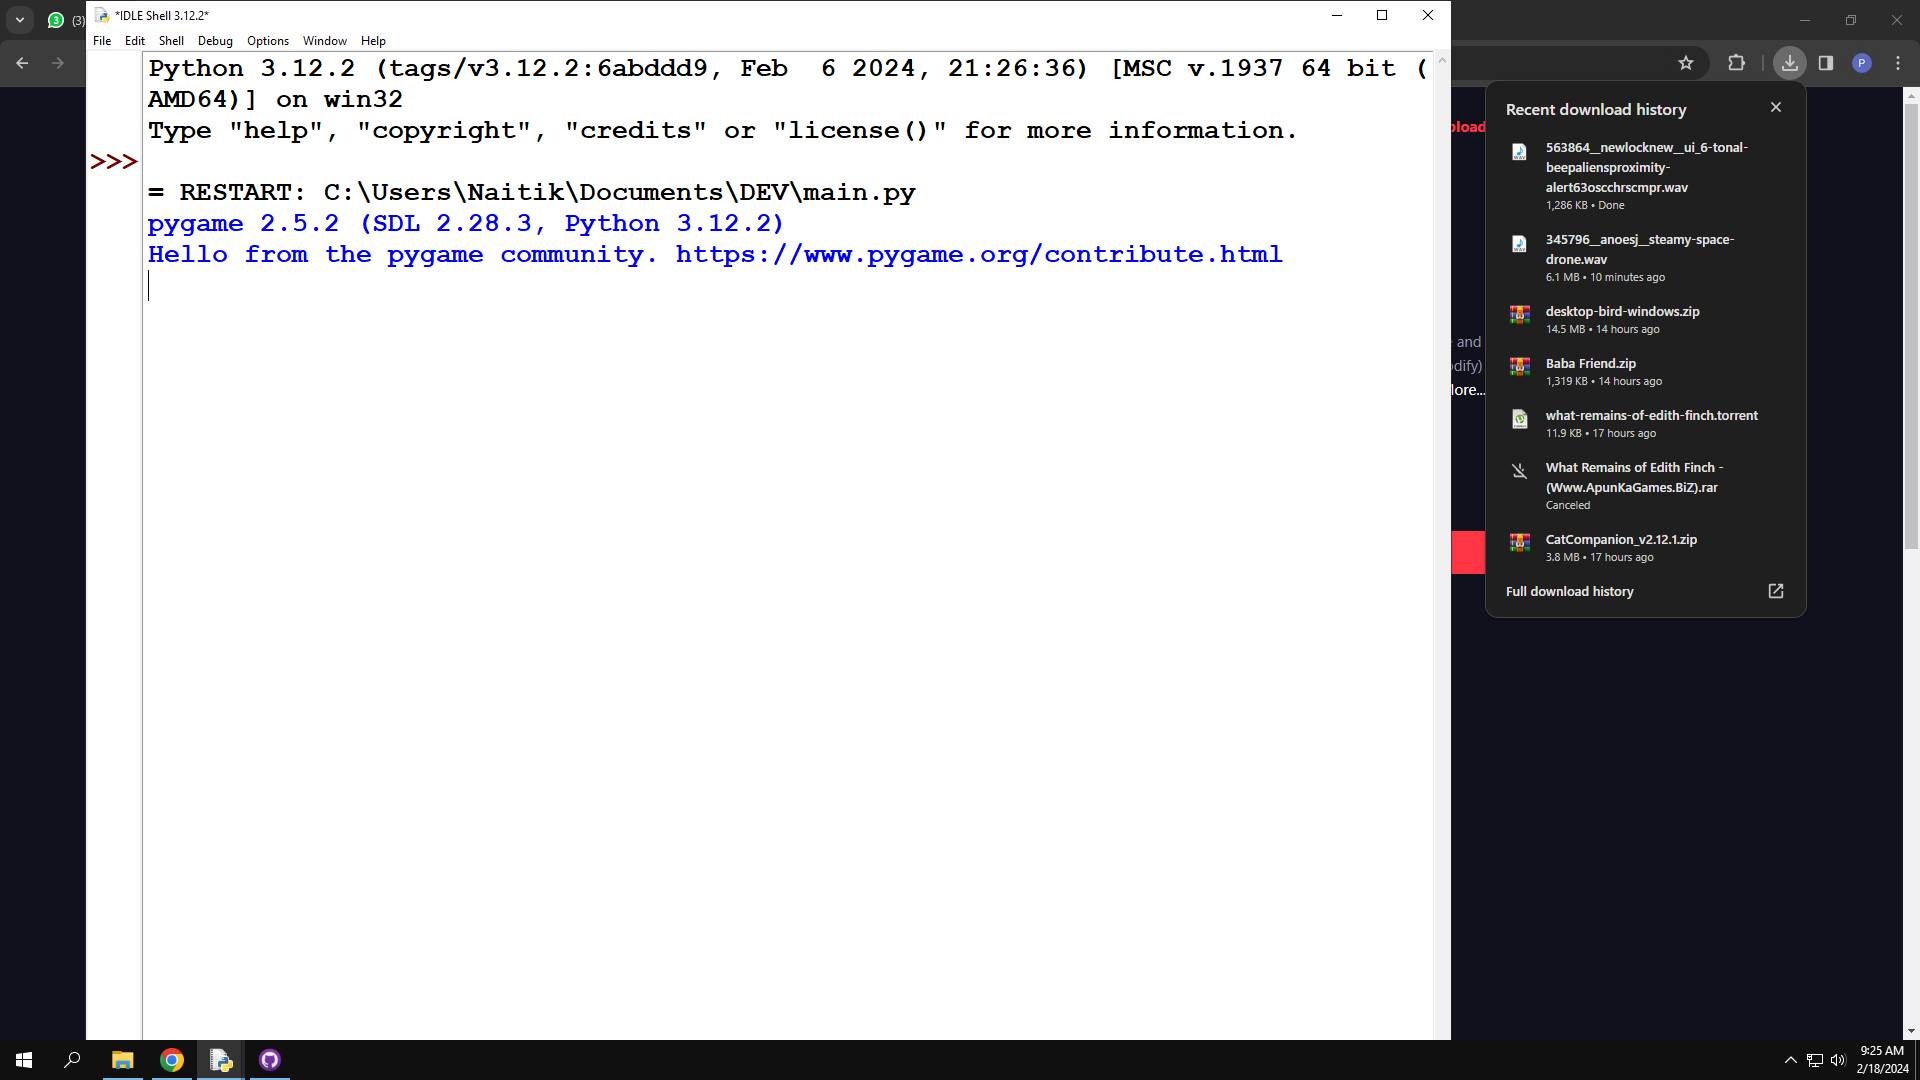 (3)
*IDLE Shell 3.12.2*
File Edit Shell Debug Options Window Help
Python 3.12.2 (tags/v3.12.2:6abddd9, Feb  6 2024, 21:26:36) [MSC v.1937 64 bit (
AMD64)] on win32
Type "help", "copyright", "credits" or "license()" for more information.
>>>
= RESTART: C:\Users\Naitik\Documents\DEV\main.py
pygame 2.5.2 (SDL 2.28.3, Python 3.12.2)
Hello from the pygame community. https://www.pygame.org/contribute.html
P
Recent download history
563864__newlocknew__ui_6-tonal-
beepaliensproximity-
alert63oscchrscmpr.wav
1,286 KB • Done
345796__anoesj__steamy-space-
drone.wav
6.1 MB • 10 minutes ago
desktop-bird-windows.zip
14.5 MB • 14 hours ago
Baba Friend.zip
1,319 KB • 14 hours ago
what-remains-of-edith-finch.torrent
11.9 KB • 17 hours ago
What Remains of Edith Finch -
(Www.ApunKaGames.BiZ).rar
Canceled
CatCompanion_v2.12.1.zip
3.8 MB • 17 hours ago
Full download history
and
9:25 AM
2/18/2024